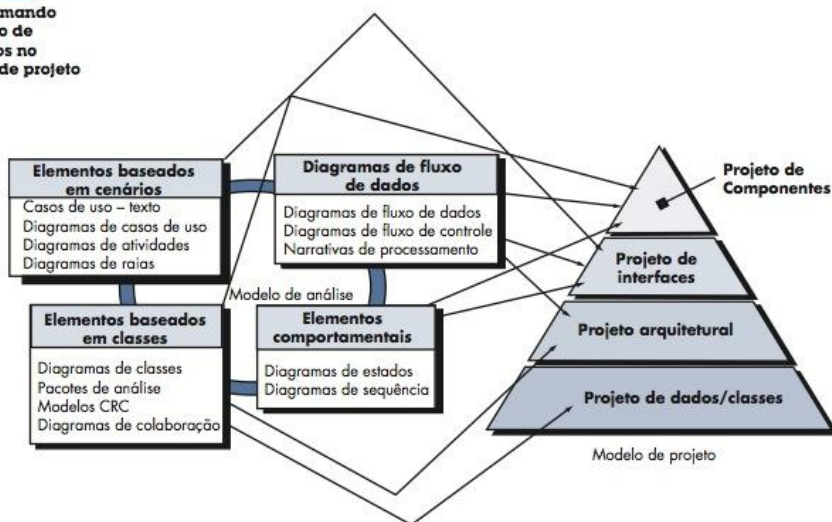 mando
o de
os no
de projeto
Elementos baseados
em cenários
Casos de uso – texto
Diagramas de casos de uso
Diagramas de atividades
Diagramas de raias
Diagramas de fluxo
de dados
Diagramas de fluxo de dados
Diagramas de fluxo de controle
Narrativas de processamento
Modelo de análise
Elementos baseados
em classes
Diagramas de classes
Pacotes de análise
Modelos CRC
Diagramas de colaboração
Elementos
comportamentais
Diagramas de estados
Diagramas de sequência
Projeto de
Componentes
Projeto de
interfaces
Projeto arquitetural
Projeto de dados/classes
Modelo de projeto